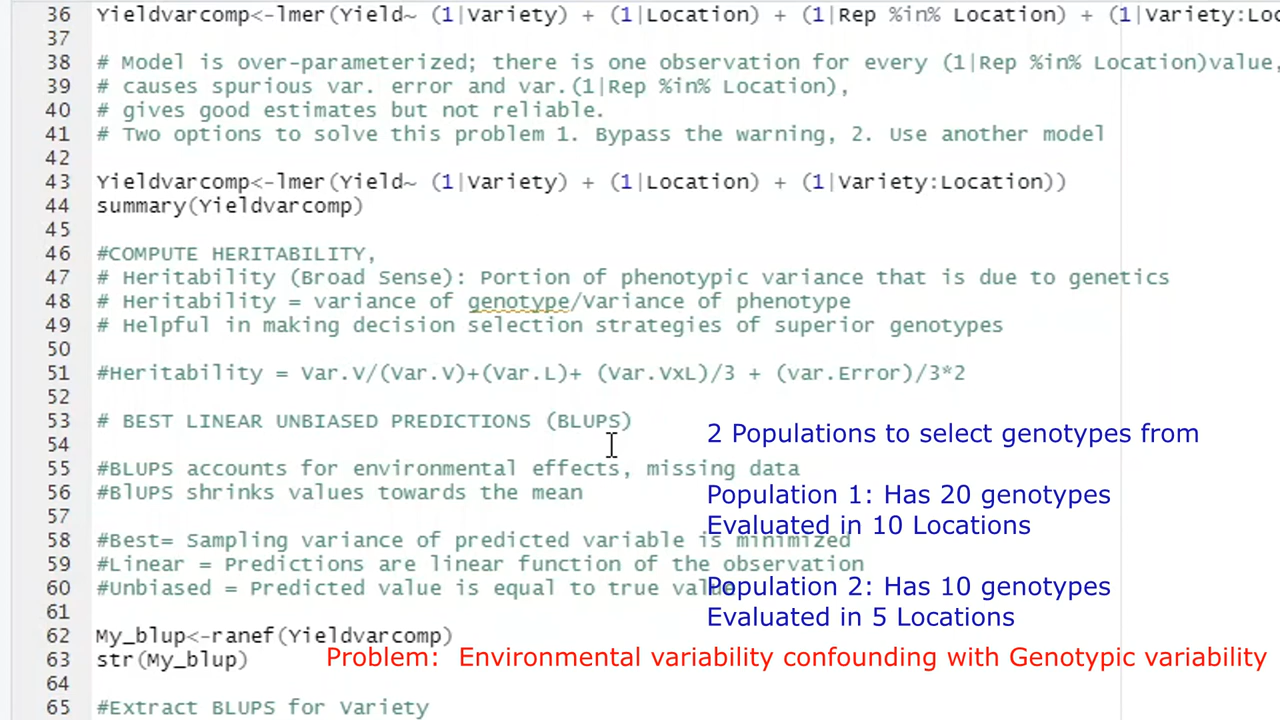 36 Yieldvarcomp<-lmer(Yield~ (1|Variety) + (1|Location) + (1|Rep %in% Location) + (1|Variety:Loc
37
38 # Model is over-parameterized; there is one observation for every (1|Rep %in% Location)value,
39 # causes spurious var. error and var.(1|Rep %in% Location),
40 # gives good estimates but not reliable.
41 # Two options to solve this problem 1. Bypass the warning, 2. Use another model
42
43 Yieldvarcomp<-lmer(Yield~ (1|Variety) + (1|Location) + (1|Variety:Location))
44 summary(Yieldvarcomp)
45
46 #COMPUTE HERITABILITY,
47 # Heritability (Broad Sense): Portion of phenotypic variance that is due to genetics
48 # Heritability = variance of genotype/Variance of phenotype
49 # Helpful in making decision selection strategies of superior genotypes
50
51 #Heritability = Var.V/(Var.V)+(Var.L)+ (Var.VxL)/3 + (var.Error)/3*2
52
53 # BEST LINEAR UNBIASED PREDICTIONS (BLUPS)
54
55 #BLUPS accounts for environmental effects, missing data
56 #BlUPS shrinks values towards the mean
57
58 #Best= Sampling variance of predicted variable is minimized
59 #Linear = Predictions are linear function of the observation
60 #Unbiased = Predicted value is equal to true value
61
62 My_blup<-ranef(Yieldvarcomp)
63 str(My_blup)
64
65 #Extract BLUPS for Variety
2 Populations to select genotypes from
Population 1: Has 20 genotypes
Evaluated in 10 Locations
Population 2: Has 10 genotypes
Evaluated in 5 Locations
Problem: Environmental variability confounding with Genotypic variability